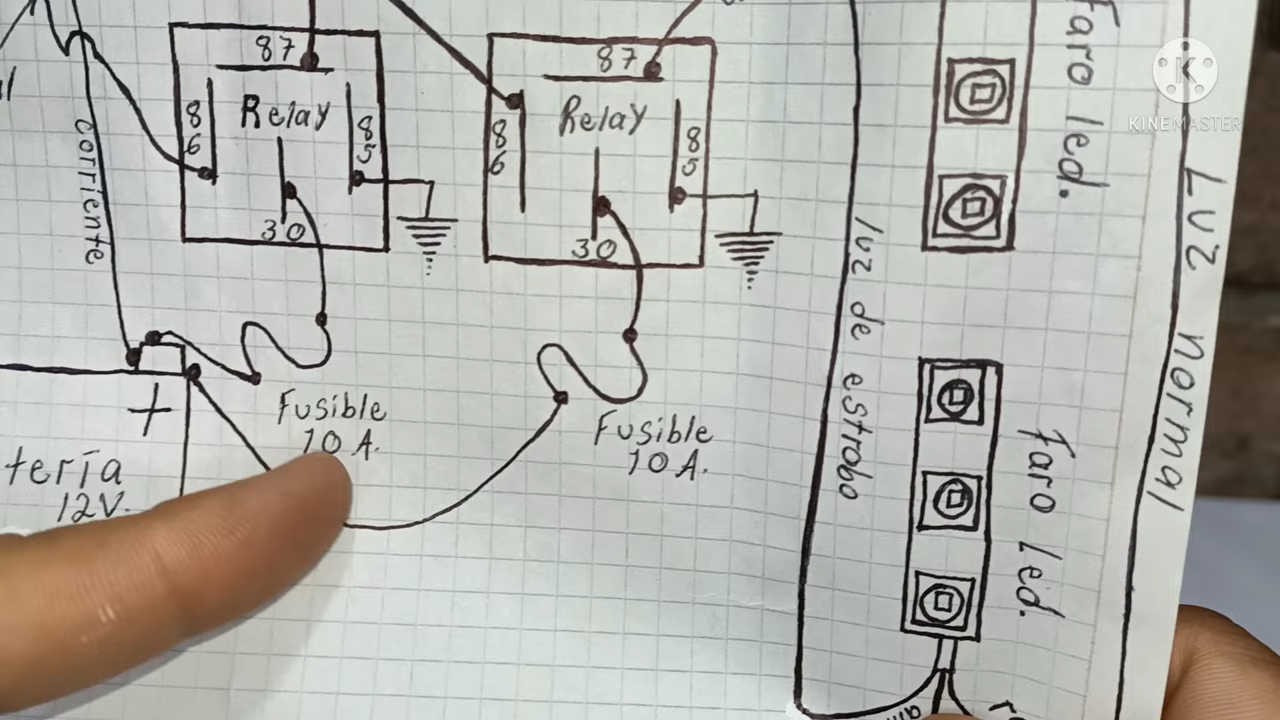 87
Relay
86
85
30
87
Relay
86
85
30
corriente
Fusible
10 A.
Fusible
10 A.
+
tería
12V.
luz de estrobo
Faro led.
Faro led.
Luz normal
KINEMASTER